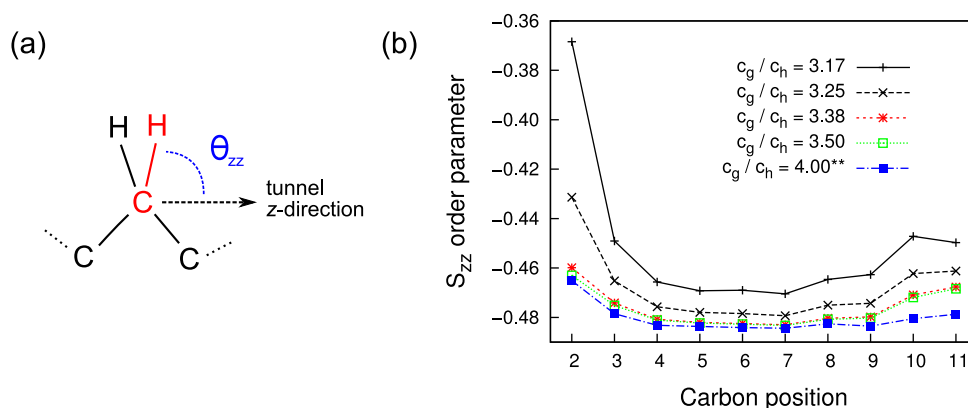 (a)
H H
θzz
C
tunnel
z-direction
C C
(b)
Szz order parameter
−0.36
−0.38
−0.40
−0.42
−0.44
−0.46
−0.48
cg / ch = 3.17
cg / ch = 3.25
cg / ch = 3.38
cg / ch = 3.50
cg / ch = 4.00**
2 3 4 5 6 7 8 9 10 11
Carbon position